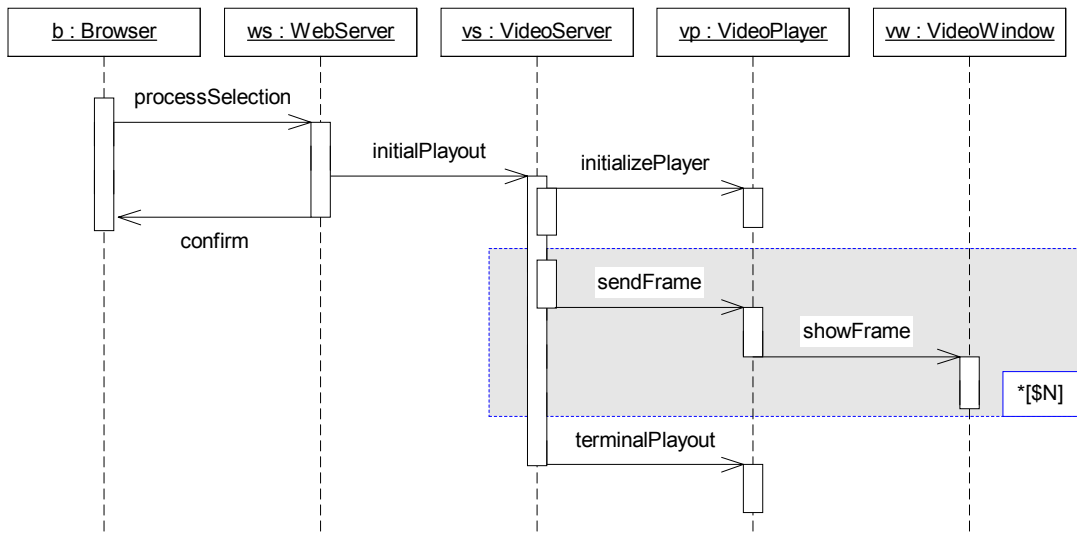 b : Browser
ws : WebServer
vs : VideoServer
vp : VideoPlayer
vw : VideoWindow
processSelection
initialPlayout
initializePlayer
confirm
sendFrame
showFrame
*[$N]
terminalPlayout